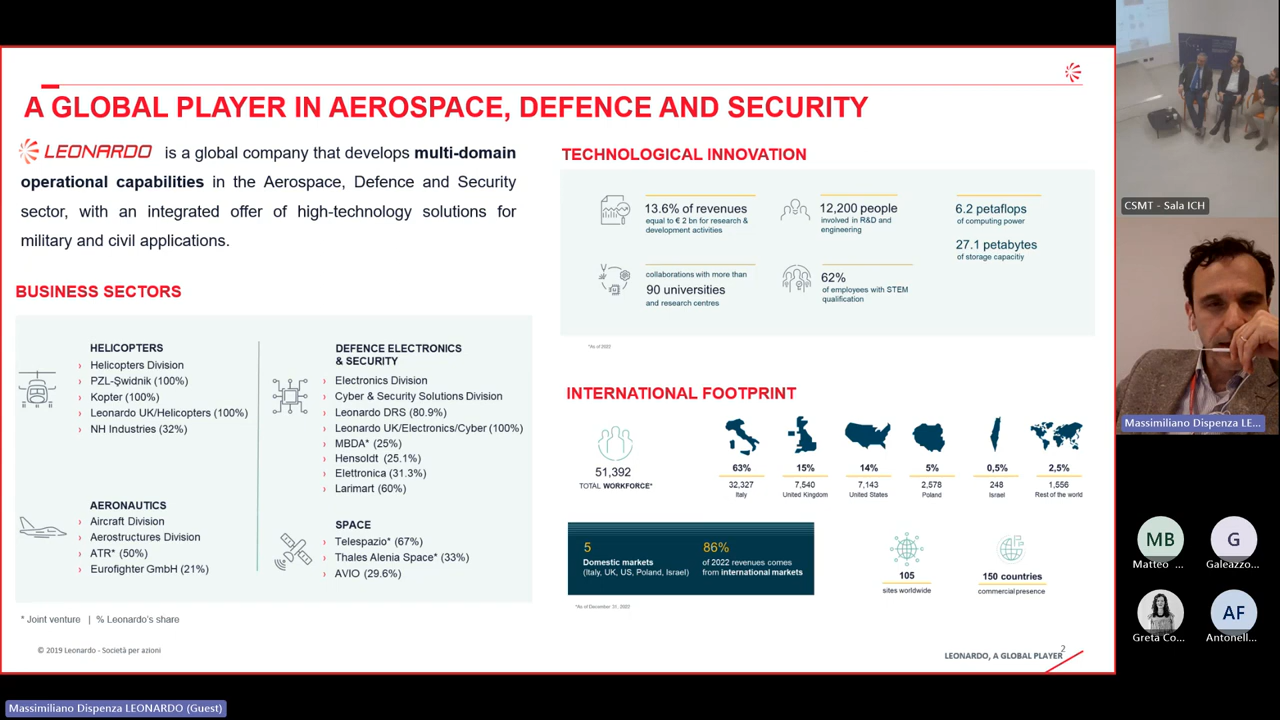 A GLOBAL PLAYER IN AEROSPACE, DEFENCE AND SECURITY
LEONARDO is a global company that develops multi-domain
operational capabilities in the Aerospace, Defence and Security
sector, with an integrated offer of high-technology solutions for
military and civil applications.
BUSINESS SECTORS
HELICOPTERS
› Helicopters Division
› PZL-Świdnik (100%)
› Kopter (100%)
› Leonardo UK/Helicopters (100%)
› NH Industries (32%)
AERONAUTICS
› Aircraft Division
› Aerostructures Division
› ATR* (50%)
› Eurofighter GmbH (21%)
DEFENCE ELECTRONICS
& SECURITY
› Electronics Division
› Cyber & Security Solutions Division
› Leonardo DRS (80.9%)
› Leonardo UK/Electronics/Cyber (100%)
› MBDA* (25%)
› Hensoldt (25.1%)
› Elettronica (31.3%)
› Larimart (60%)
SPACE
› Telespazio* (67%)
› Thales Alenia Space* (33%)
› AVIO (29.6%)
* Joint venture | % Leonardo's share
© 2019 Leonardo - Società per azioni
TECHNOLOGICAL INNOVATION
13.6% of revenues
equal to € 2 bn for research &
development activities
12,200 people
involved in R&D and
engineering
6.2 petaflops
of computing power
27.1 petabytes
of storage capacitiy
collaborations with more than
90 universities
and research centres
62%
of employees with STEM
qualification
*As of 2022
INTERNATIONAL FOOTPRINT
51,392
TOTAL WORKFORCE*
63%
32,327
Italy
15%
7,540
United Kingdom
14%
7,143
United States
5%
2,578
Poland
0,5%
248
Israel
2,5%
1,556
Rest of the world
5
Domestic markets
(Italy, UK, US, Poland, Israel)
86%
of 2022 revenues comes
from international markets
105
sites worldwide
150 countries
commercial presence
*As of December 31, 2022
LEONARDO, A GLOBAL PLAYER
2
CSMT - Sala ICH
Massimiliano Dispenza LE...
MB
Matteo ...
G
Galeazzo...
Greta Co...
AF
Antonell...
Massimiliano Dispenza LEONARDO (Guest)